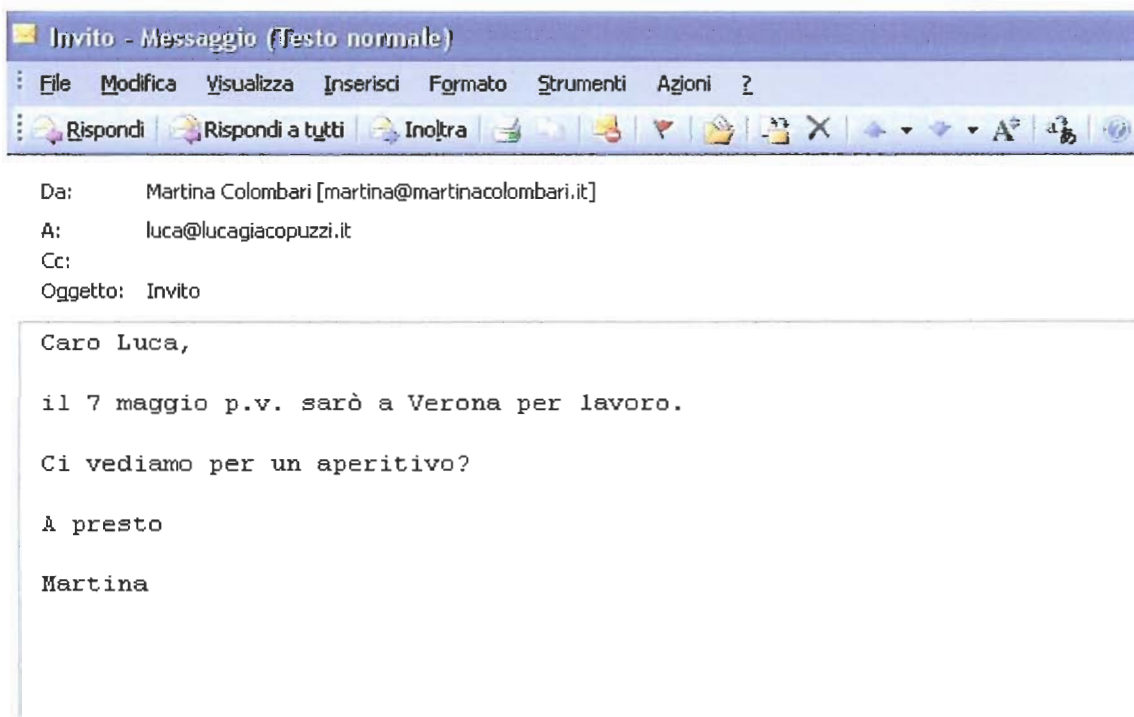 Invito - Messaggio (Testo normale)
File Modifica Visualizza Inserisci Formato Strumenti Azioni ?
Rispondi Rispondi a tutti Inoltra
Da: Martina Colombari [martina@martinacolombari.it]
A: luca@lucagiacopuzzi.it
Cc:
Oggetto: Invito
Caro Luca,
il 7 maggio p.v. sarò a Verona per lavoro.
Ci vediamo per un aperitivo?
A presto
Martina